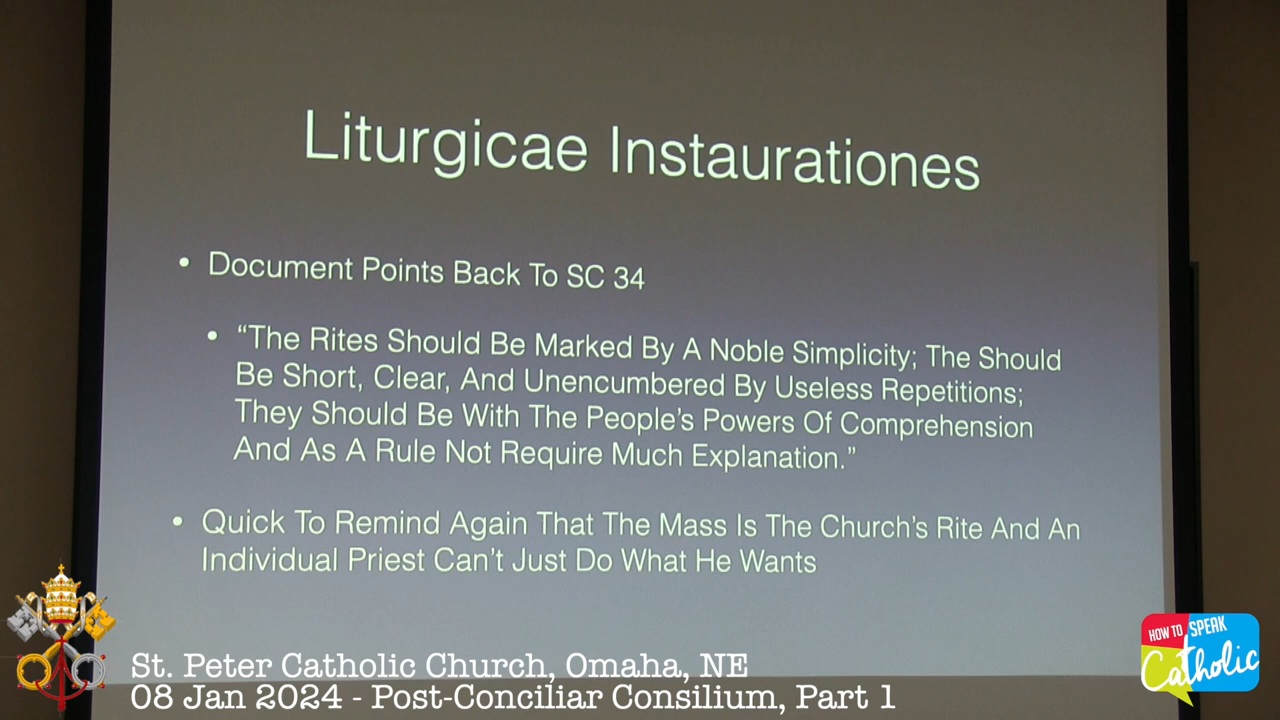 Liturgicae Instaurationes
• Document Points Back To SC 34
• “The Rites Should Be Marked By A Noble Simplicity; The Should
Be Short, Clear, And Unencumbered By Useless Repetitions;
They Should Be With The People’s Powers Of Comprehension
And As A Rule Not Require Much Explanation.”
• Quick To Remind Again That The Mass Is The Church’s Rite And An
Individual Priest Can’t Just Do What He Wants
St. Peter Catholic Church, Omaha, NE
08 Jan 2024 - Post-Conciliar Consilium, Part 1
HOW TO SPEAK
Catholic